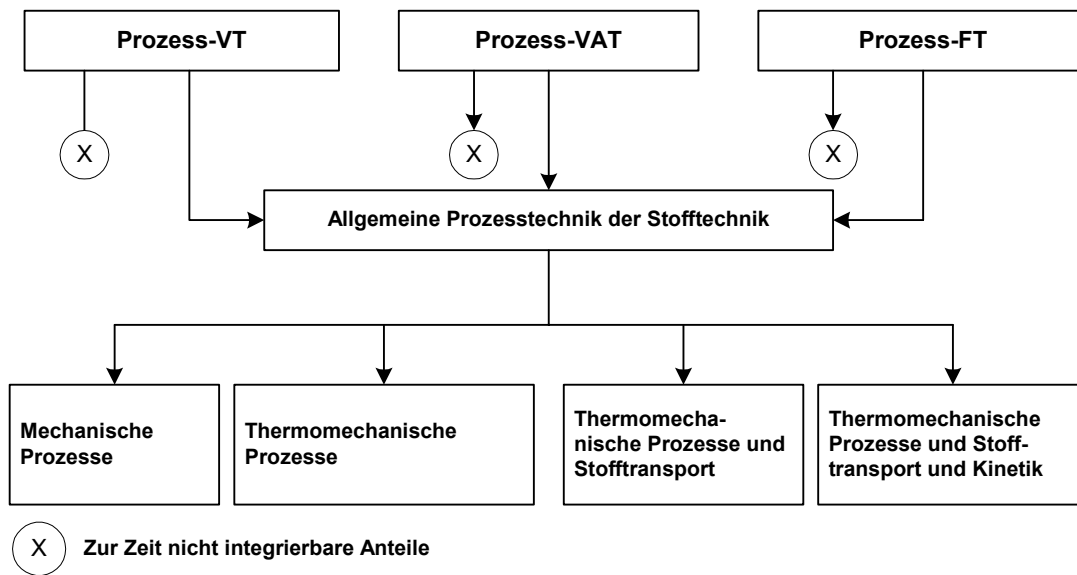 Prozess-VT
Prozess-VAT
Prozess-FT
X
X
X
Allgemeine Prozesstechnik der Stofftechnik
Mechanische
Prozesse
Thermomechanische
Prozesse
Thermomecha-
nische Prozesse und
Stofftransport
Thermomechanische
Prozesse und Stoff-
transport und Kinetik
X Zur Zeit nicht integrierbare Anteile